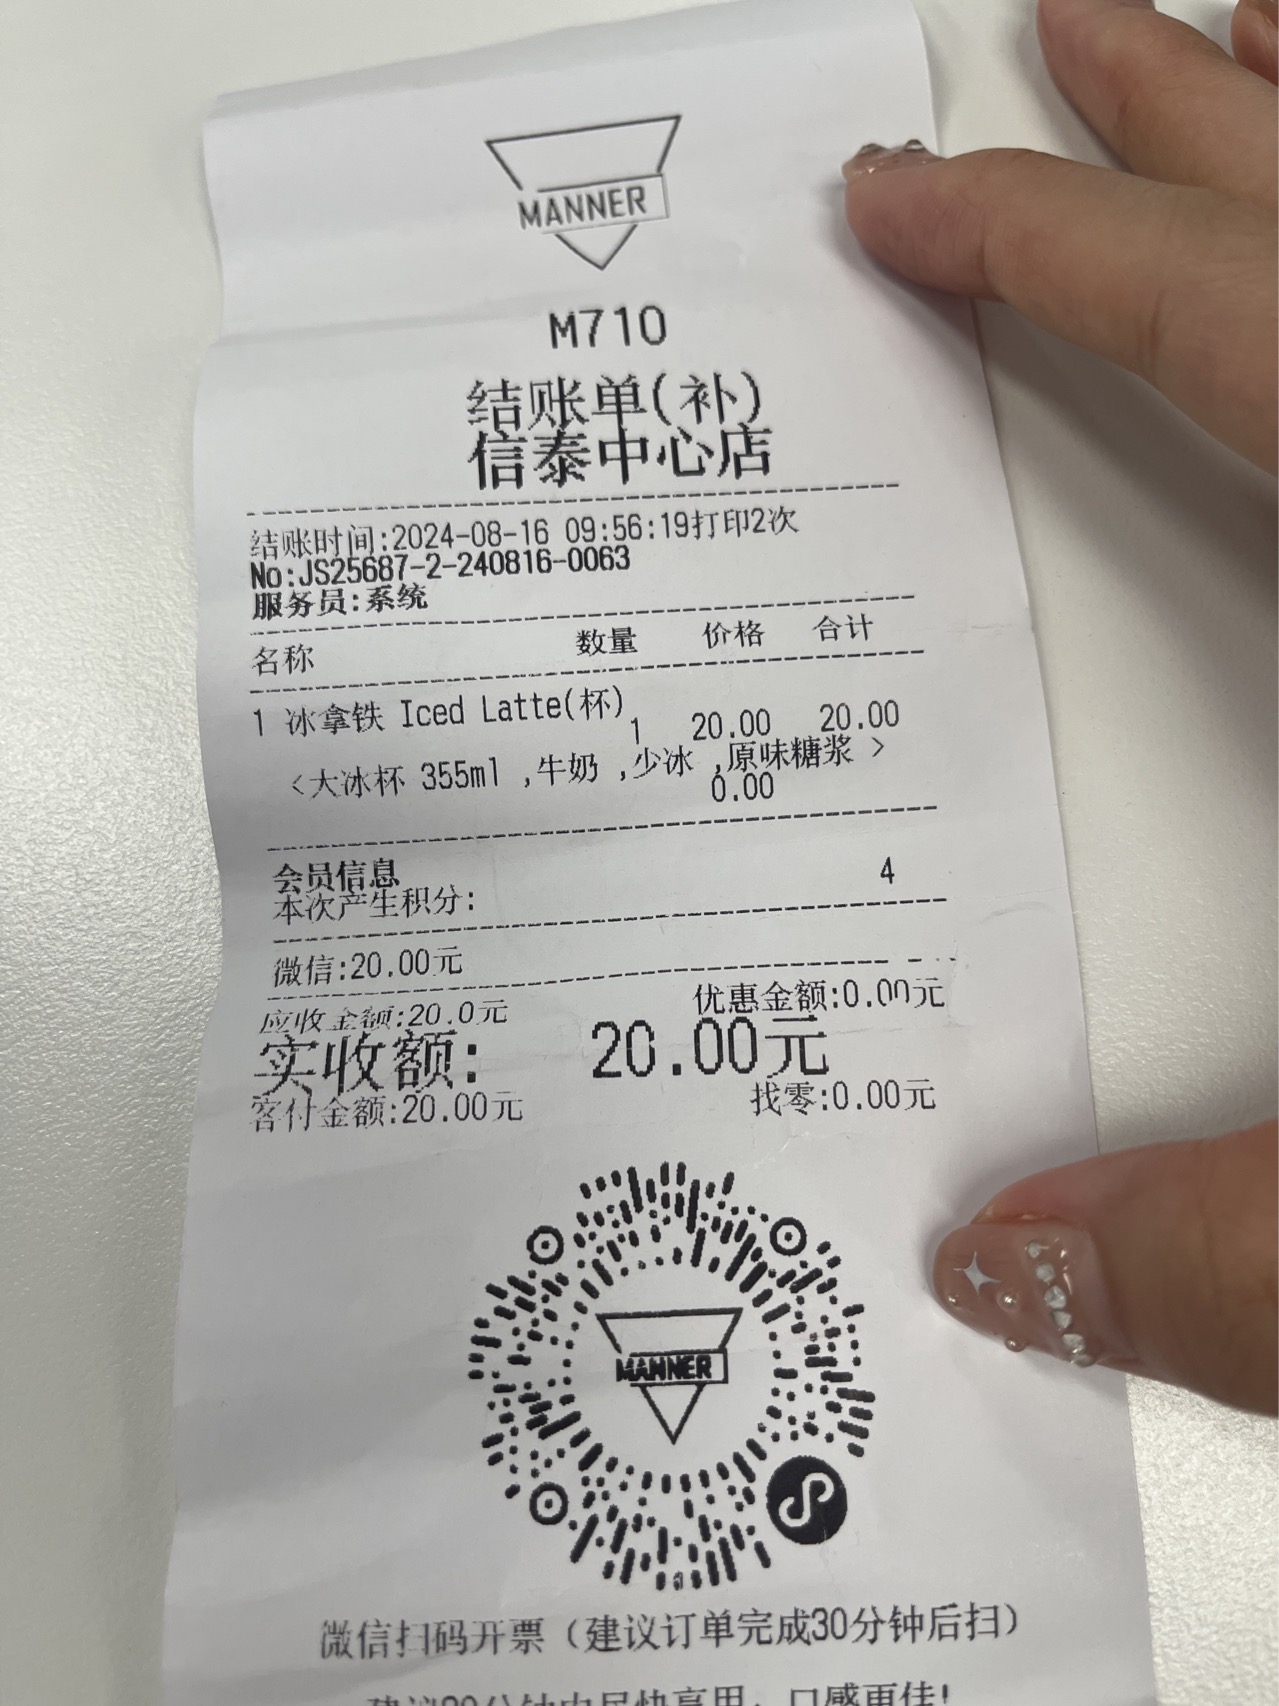 MANNER
M710
结账单(补)
信泰中心店
结账时间:2024-08-16 09:56:19打印2次
No:JS25687-2-240816-0063
服务员:系统
名称 数量 价格 合计
1 冰拿铁 Iced Latte(杯)
1 20.00 20.00
<大冰杯 355ml ,牛奶 ,少冰 ,原味糖浆 >
0.00
会员信息
本次产生积分: 4
微信:20.00元
应收金额:20.0元 优惠金额:0.00元
实收额: 20.00元
客付金额:20.00元 找零:0.00元
MANNER
微信扫码开票（建议订单完成30分钟后扫）
口感更佳!